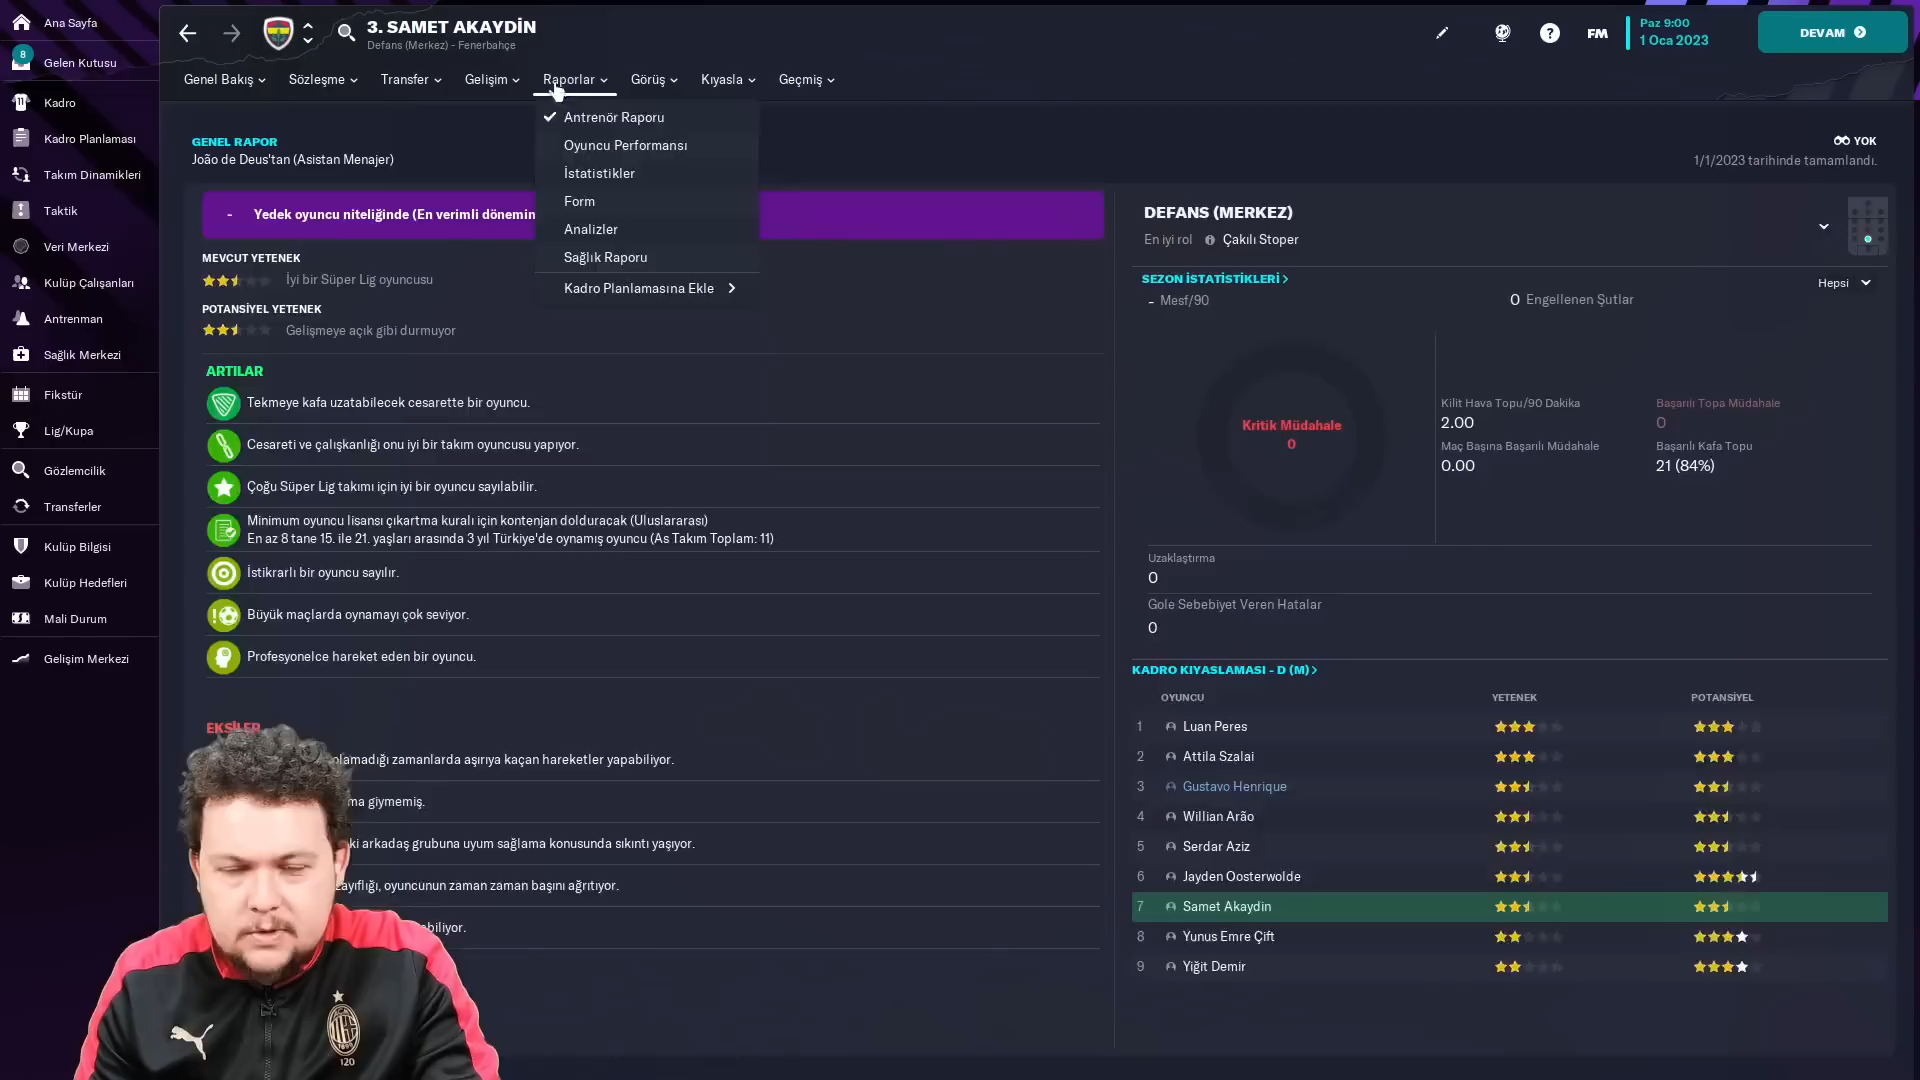 Ana Sayfa
8
Gelen Kutusu
Kadro
Kadro Planlaması
Takım Dinamikleri
Taktik
Veri Merkezi
Kulüp Çalışanları
Antrenman
Sağlık Merkezi
Fikstür
Lig/Kupa
Gözlemcilik
Transferler
Kulüp Bilgisi
Kulüp Hedefleri
Mali Durum
Gelişim Merkezi
3. SAMET AKAYDİN
Defans (Merkez) - Fenerbahçe
FM
Paz 9:00
1 Oca 2023
DEVAM
Genel Bakış
Sözleşme
Transfer
Gelişim
Raporlar
Görüş
Kıyasla
Geçmiş
Antrenör Raporu
Oyuncu Performansı
İstatistikler
Form
Analizler
Sağlık Raporu
Kadro Planlamasına Ekle
GENEL RAPOR
João de Deus'tan (Asistan Menajer)
YOK
1/1/2023 tarihinde tamamlandı.
- Yedek oyuncu niteliğinde (En verimli dönemin
MEVCUT YETENEK
İyi bir Süper Lig oyuncusu
POTANSİYEL YETENEK
Gelişmeye açık gibi durmuyor
ARTILAR
Tekmeye kafa uzatabilecek cesarette bir oyuncu.
Cesareti ve çalışkanlığı onu iyi bir takım oyuncusu yapıyor.
Çoğu Süper Lig takımı için iyi bir oyuncu sayılabilir.
Minimum oyuncu lisansı çıkartma kuralı için kontenjan dolduracak (Uluslararası)
En az 8 tane 15. ile 21. yaşları arasında 3 yıl Türkiye'de oynamış oyuncu (As Takım Toplam: 11)
İstikrarlı bir oyuncu sayılır.
Büyük maçlarda oynamayı çok seviyor.
Profesyonelce hareket eden bir oyuncu.
EKSİLER
zamanlarda aşırıya kaçan hareketler yapabiliyor.
giymemiş.
arkadaş grubuna uyum sağlama konusunda sıkıntı yaşıyor.
oyuncunun zaman zaman başını ağrıtıyor.
DEFANS (MERKEZ)
En iyi rol Çakılı Stoper
SEZON İSTATİSTİKLERİ
Hepsi
- Mesf/90
0 Engellenen Şutlar
Kritik Müdahale
0
Kilit Hava Topu/90 Dakika
2.00
Başarılı Topa Müdahale
0
Maç Başına Başarılı Müdahale
0.00
Başarılı Kafa Topu
21 (84%)
Uzaklaştırma
0
Gole Sebebiyet Veren Hatalar
0
KADRO KIYASLAMASI - D (M)
OYUNCU YETENEK POTANSİYEL
1 Luan Peres
2 Attila Szalai
3 Gustavo Henrique
4 Willian Arão
5 Serdar Aziz
6 Jayden Oosterwolde
7 Samet Akaydin
8 Yunus Emre Çift
9 Yiğit Demir
120